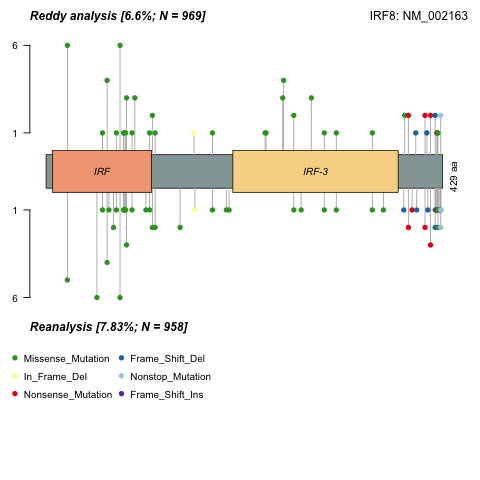 Reddy analysis [6.6%; N = 969]
IRF8: NM_002163
6
1
IRF
IRF-3
429 aa
1
6
Reanalysis [7.83%; N = 958]
Missense_Mutation
Frame_Shift_Del
In_Frame_Del
Nonstop_Mutation
Nonsense_Mutation
Frame_Shift_Ins